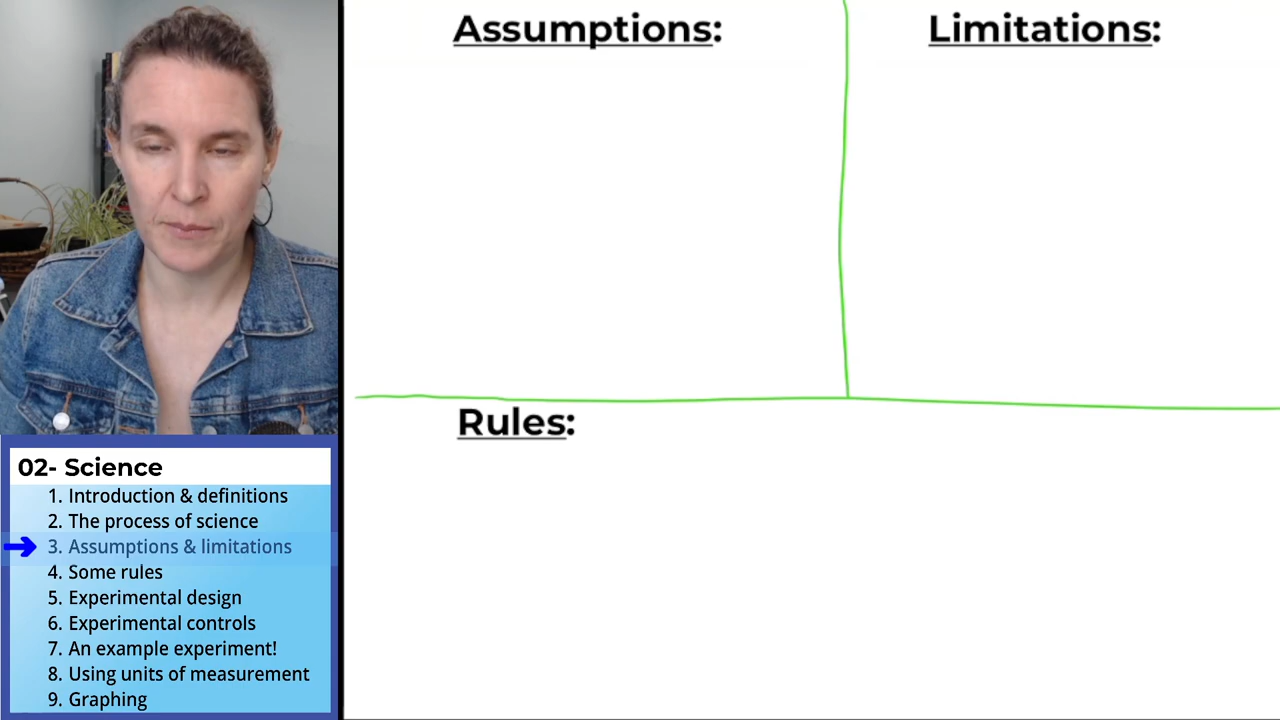 Assumptions:
Limitations:
Rules:
02- Science
1. Introduction & definitions
2. The process of science
3. Assumptions & limitations
4. Some rules
5. Experimental design
6. Experimental controls
7. An example experiment!
8. Using units of measurement
9. Graphing